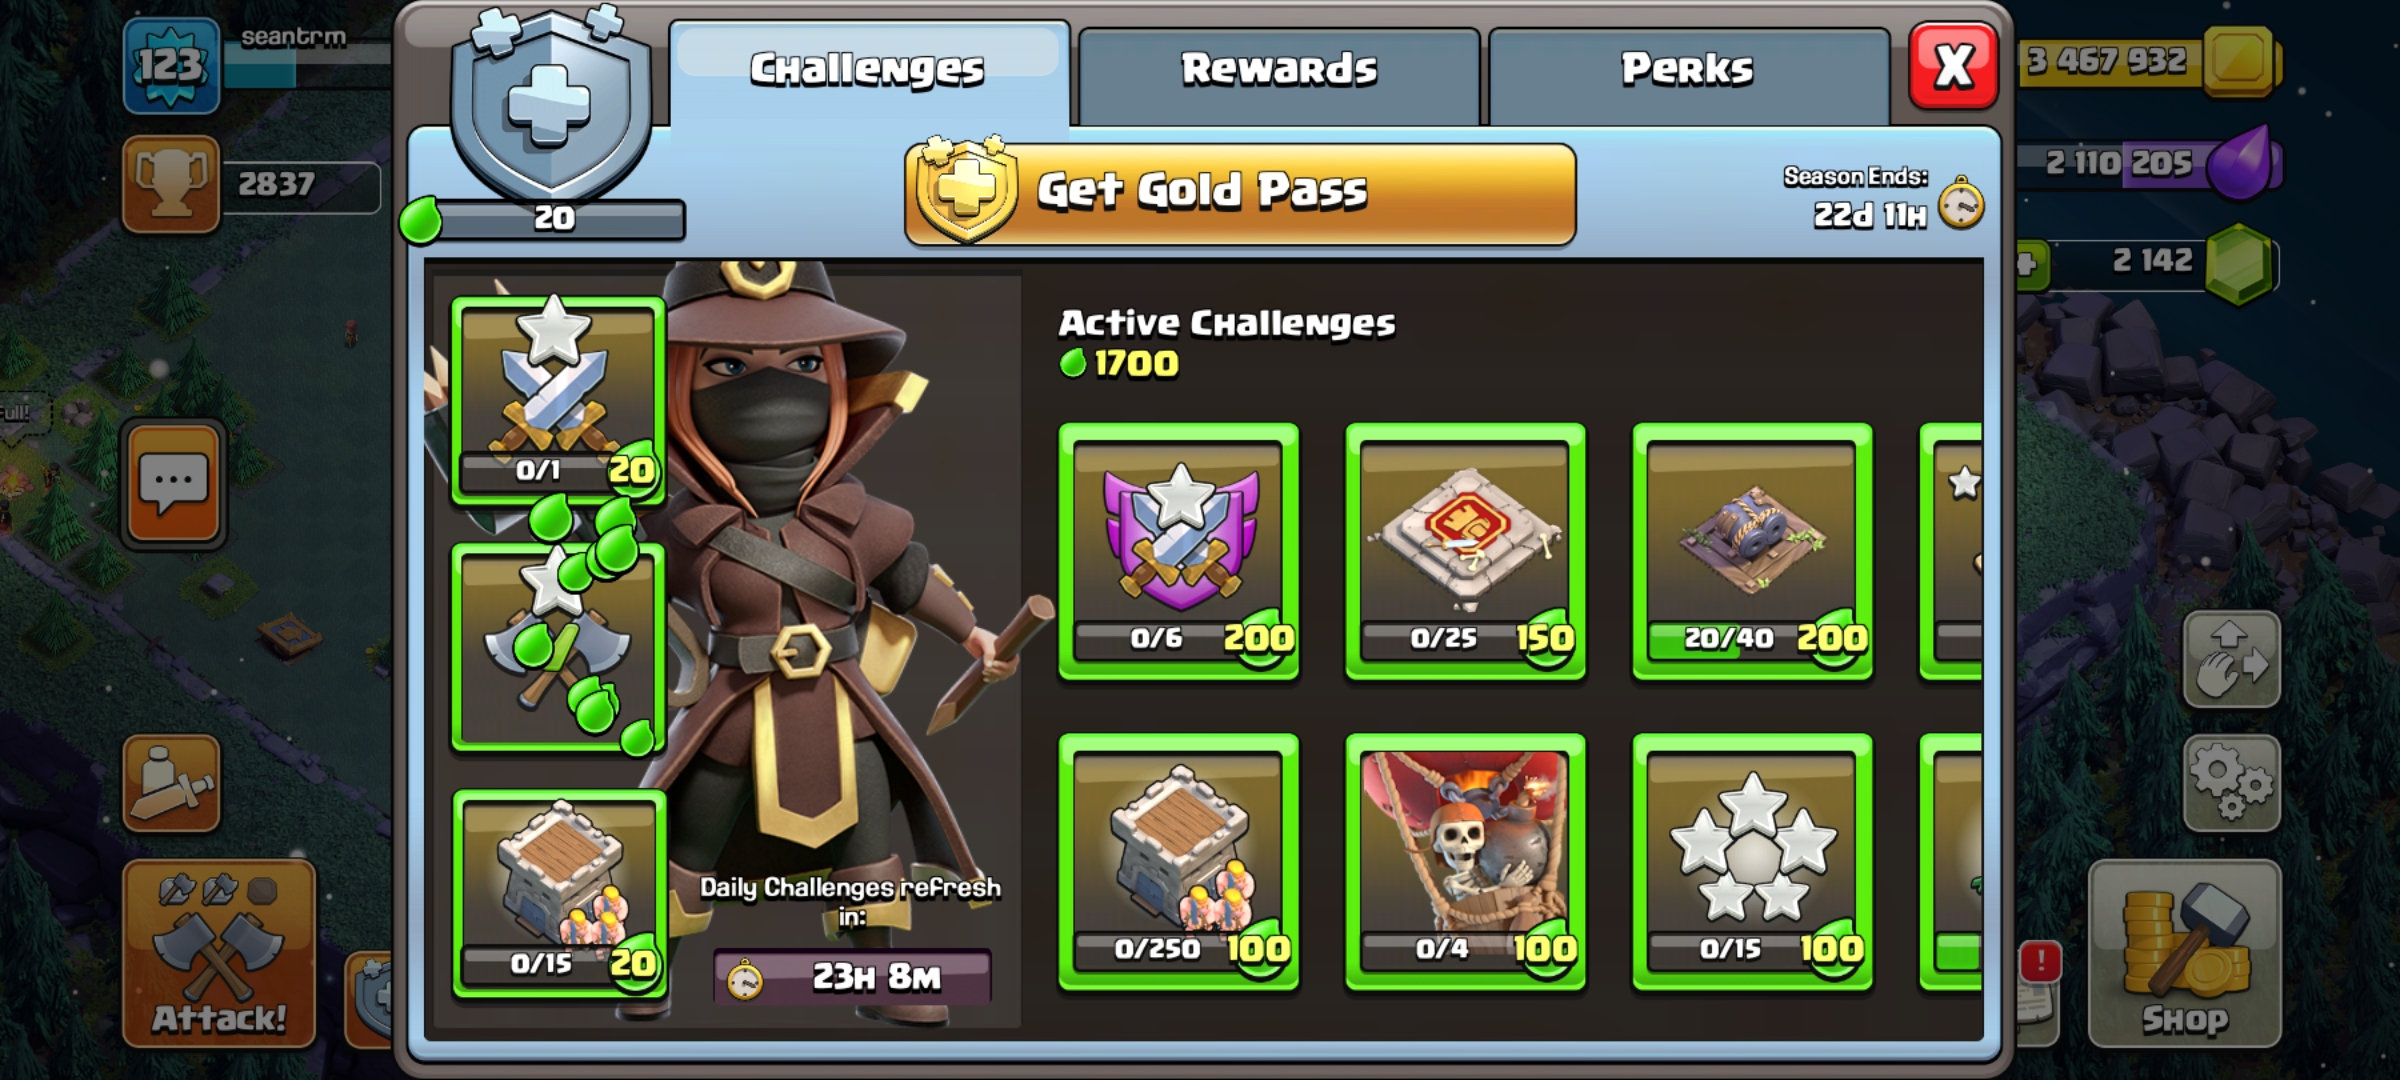 123
seantrm
2837
Full!
Attack!
Challenges
Rewards
Perks
X
20
Get Gold Pass
Season Ends:
22d 11H
3 467 932
2 110 205
2 142
0/1
20
0/15
20
Daily Challenges refresh
in:
23H 8M
Active Challenges
1700
0/6
200
0/25
150
20/40
200
0/250
100
0/4
100
0/15
100
!
Shop